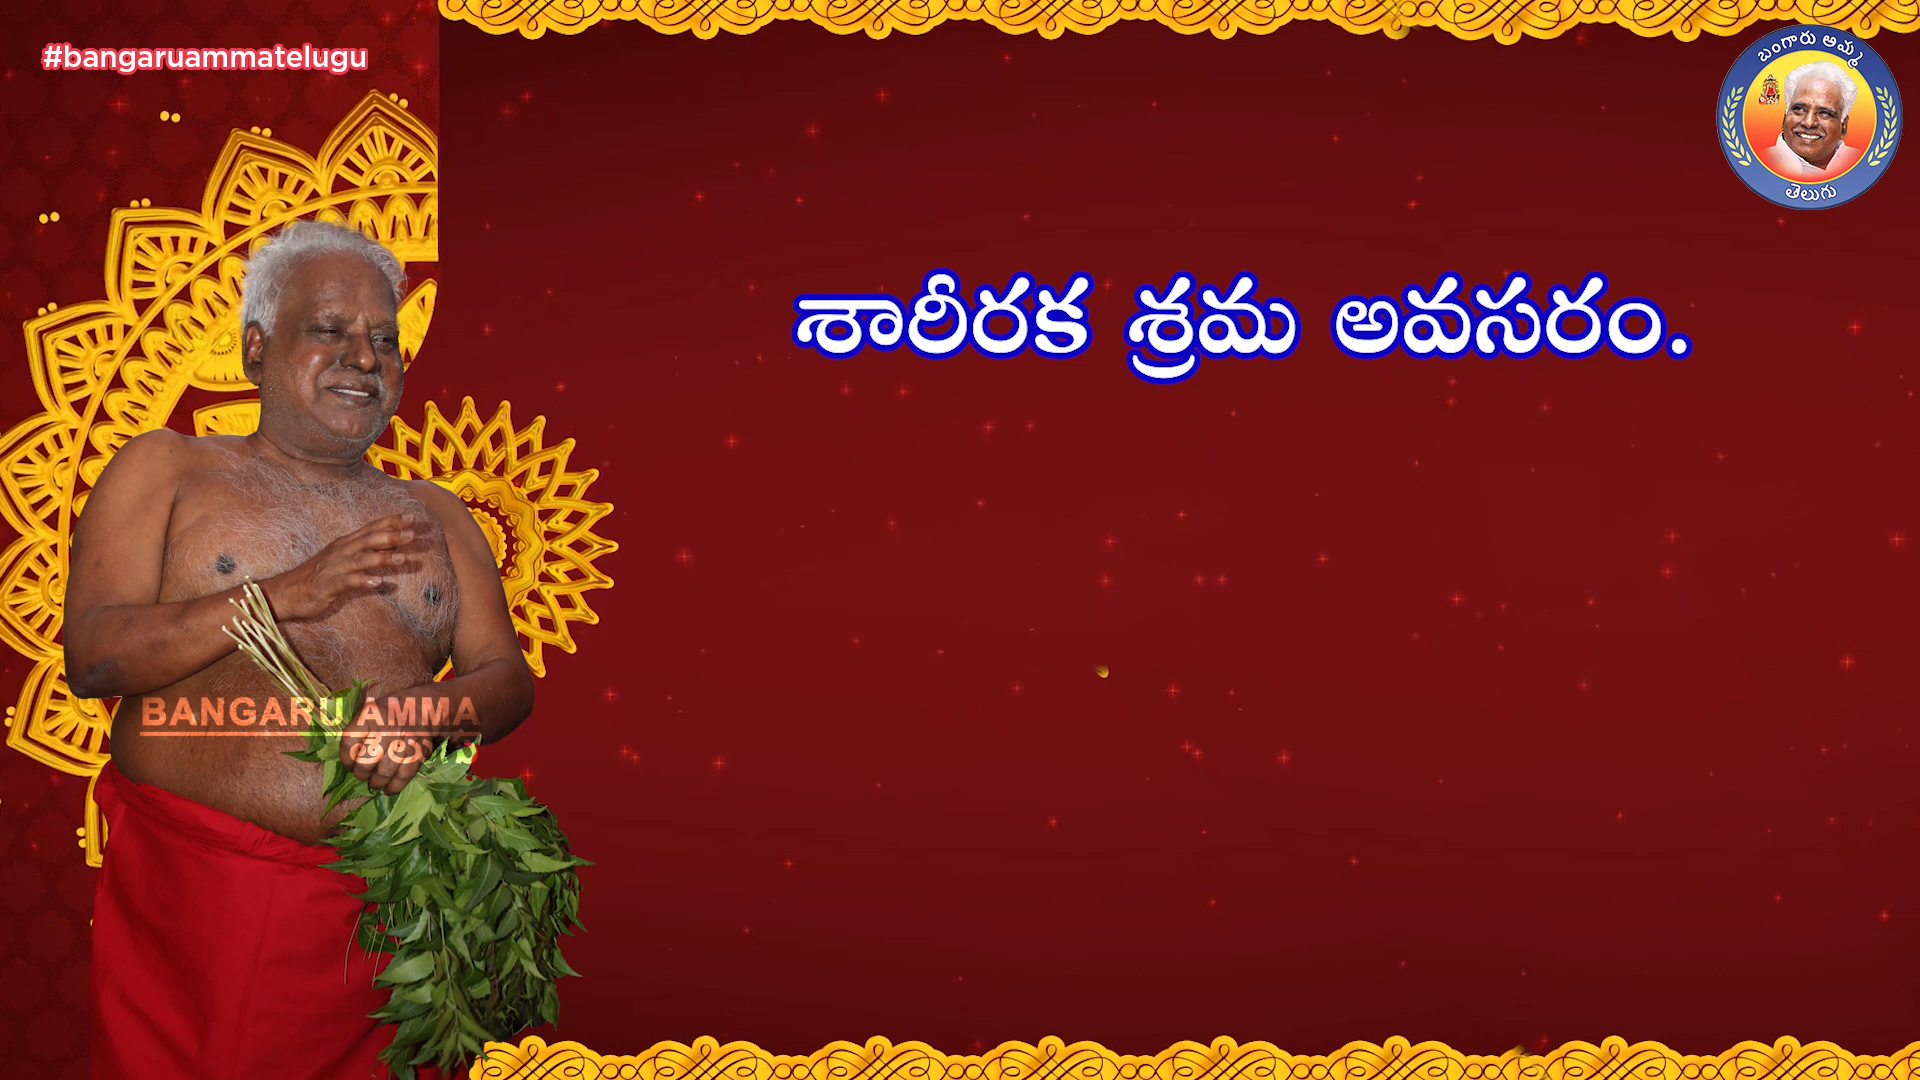 #bangaruammatelugu
బంగారు అమ్మ
తెలుగు
శారీరక శ్రమ అవసరం.
BANGARU AMMA
తెలుగు